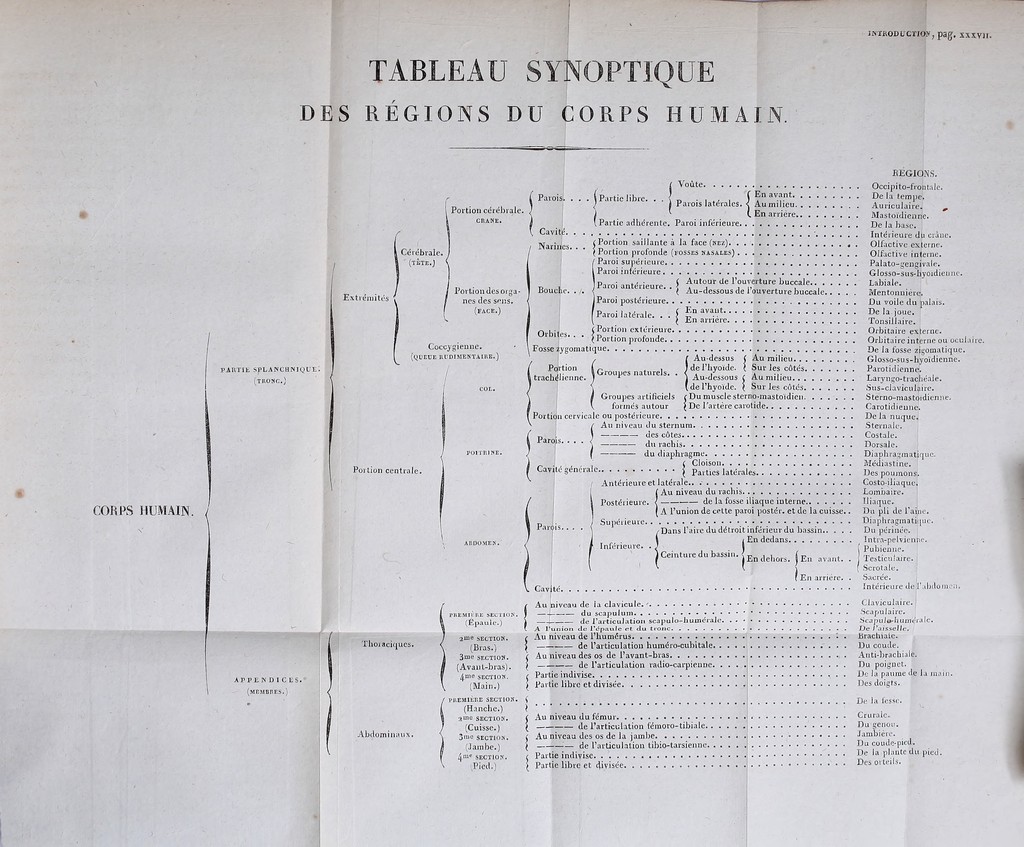 INTRODUCTION, pag. XXXVII.
TABLEAU SYNOPTIQUE
DES RÉGIONS DU CORPS HUMAIN.
RÉGIONS.
Voûte. Occipito-frontale.
En avant. De la tempe.
Parois. Partie libre. Parois latérales. Au milieu. Auriculaire.
En arrière. Mastoïdienne.
Portion cérébrale. CRANE.
Partie adhérente. Paroi inférieure. De la base.
Cavité. Intérieure du crâne.
Narines. Portion saillante à la face (NEZ). Olfactive externe.
Portion profonde (FOSSES NASALES). Olfactive interne.
Cérébrale. (TÊTE.)
Paroi supérieure. Palato-gengivale.
Paroi inférieure. Glosso-sus-hyoïdienne.
Portion des orga-
nes des sens.
(FACE.)
Bouche. Paroi antérieure. Autour de l'ouverture buccale. Labiale.
Au-dessous de l'ouverture buccale. Mentonnière.
Extrémités
Paroi postérieure. Du voile du palais.
Paroi latérale. En avant. De la joue.
En arrière. Tonsillaire.
Orbites. Portion extérieure. Orbitaire externe.
Portion profonde. Orbitaire interne ou oculaire.
Coccygienne.
(QUEUE RUDIMENTAIRE.)
Fosse zygomatique. De la fosse zigomatique.
PARTIE SPLANCHNIQUE.
(TRONC.)
Portion trachélienne. Groupes naturels. Au-dessus de l'hyoïde. Au milieu. Glosso-sus-hyoïdienne.
Sur les côtés. Parotidienne.
Au-dessous de l'hyoïde. Au milieu. Laryngo-trachéale.
Sur les côtés. Sus-claviculaire.
COL.
Groupes artificiels formés autour Du muscle sterno-mastoïdien. Sterno-mastoïdienne.
De l'artère carotide. Carotidienne.
Portion cervicale ou postérieure. De la nuque.
Au niveau du sternum. Sternale.
Parois. ——— des côtes. Costale.
——— du rachis. Dorsale.
POITRINE.
——— du diaphragme. Diaphragmatique.
Portion centrale.
Cavité générale. Cloison. Médiastine.
Parties latérales. Des poumons.
Antérieure et latérale. Costo-iliaque.
Postérieure. Au niveau du rachis. Lombaire.
——— de la fosse iliaque interne. Iliaque.
A l'union de cette paroi postér. et de la cuisse. Du pli de l'aine.
CORPS HUMAIN.
Parois. Supérieure. Diaphragmatique.
Dans l'aire du détroit inférieur du bassin. Du périnée.
ABDOMEN.
Inférieure. Ceinture du bassin. En dedans. Intra-pelvienne.
En dehors. En avant. Pubienne.
Testiculaire.
Scrotale.
En arrière. Sacrée.
Cavité. Intérieure de l'abdomen.
PREMIÈRE SECTION.
(Épaule.)
Au niveau de la clavicule. Claviculaire.
——— du scapulum. Scapulaire.
——— de l'articulation scapulo-humérale. Scapulo-humérale.
A l'union de l'épaule et du tronc. De l'aisselle.
Thoraciques.
2me SECTION.
(Bras.)
Au niveau de l'humérus. Brachiale.
——— de l'articulation huméro-cubitale. Du coude.
3me SECTION.
(Avant-bras).
Au niveau des os de l'avant-bras. Anti-brachiale.
——— de l'articulation radio-carpienne. Du poignet.
4me SECTION.
(Main.)
Partie indivise. De la paume de la main.
Partie libre et divisée. Des doigts.
APPENDICES.
(MEMBRES.)
PREMIÈRE SECTION.
(Hanche.)
De la fesse.
Abdominaux.
2me SECTION.
(Cuisse.)
Au niveau du fémur. Crurale.
——— de l'articulation fémoro-tibiale. Du genou.
3me SECTION.
(Jambe.)
Au niveau des os de la jambe. Jambière.
——— de l'articulation tibio-tarsienne. Du coude-pied.
4me SECTION.
(Pied.)
Partie indivise. De la plante du pied.
Partie libre et divisée. Des orteils.